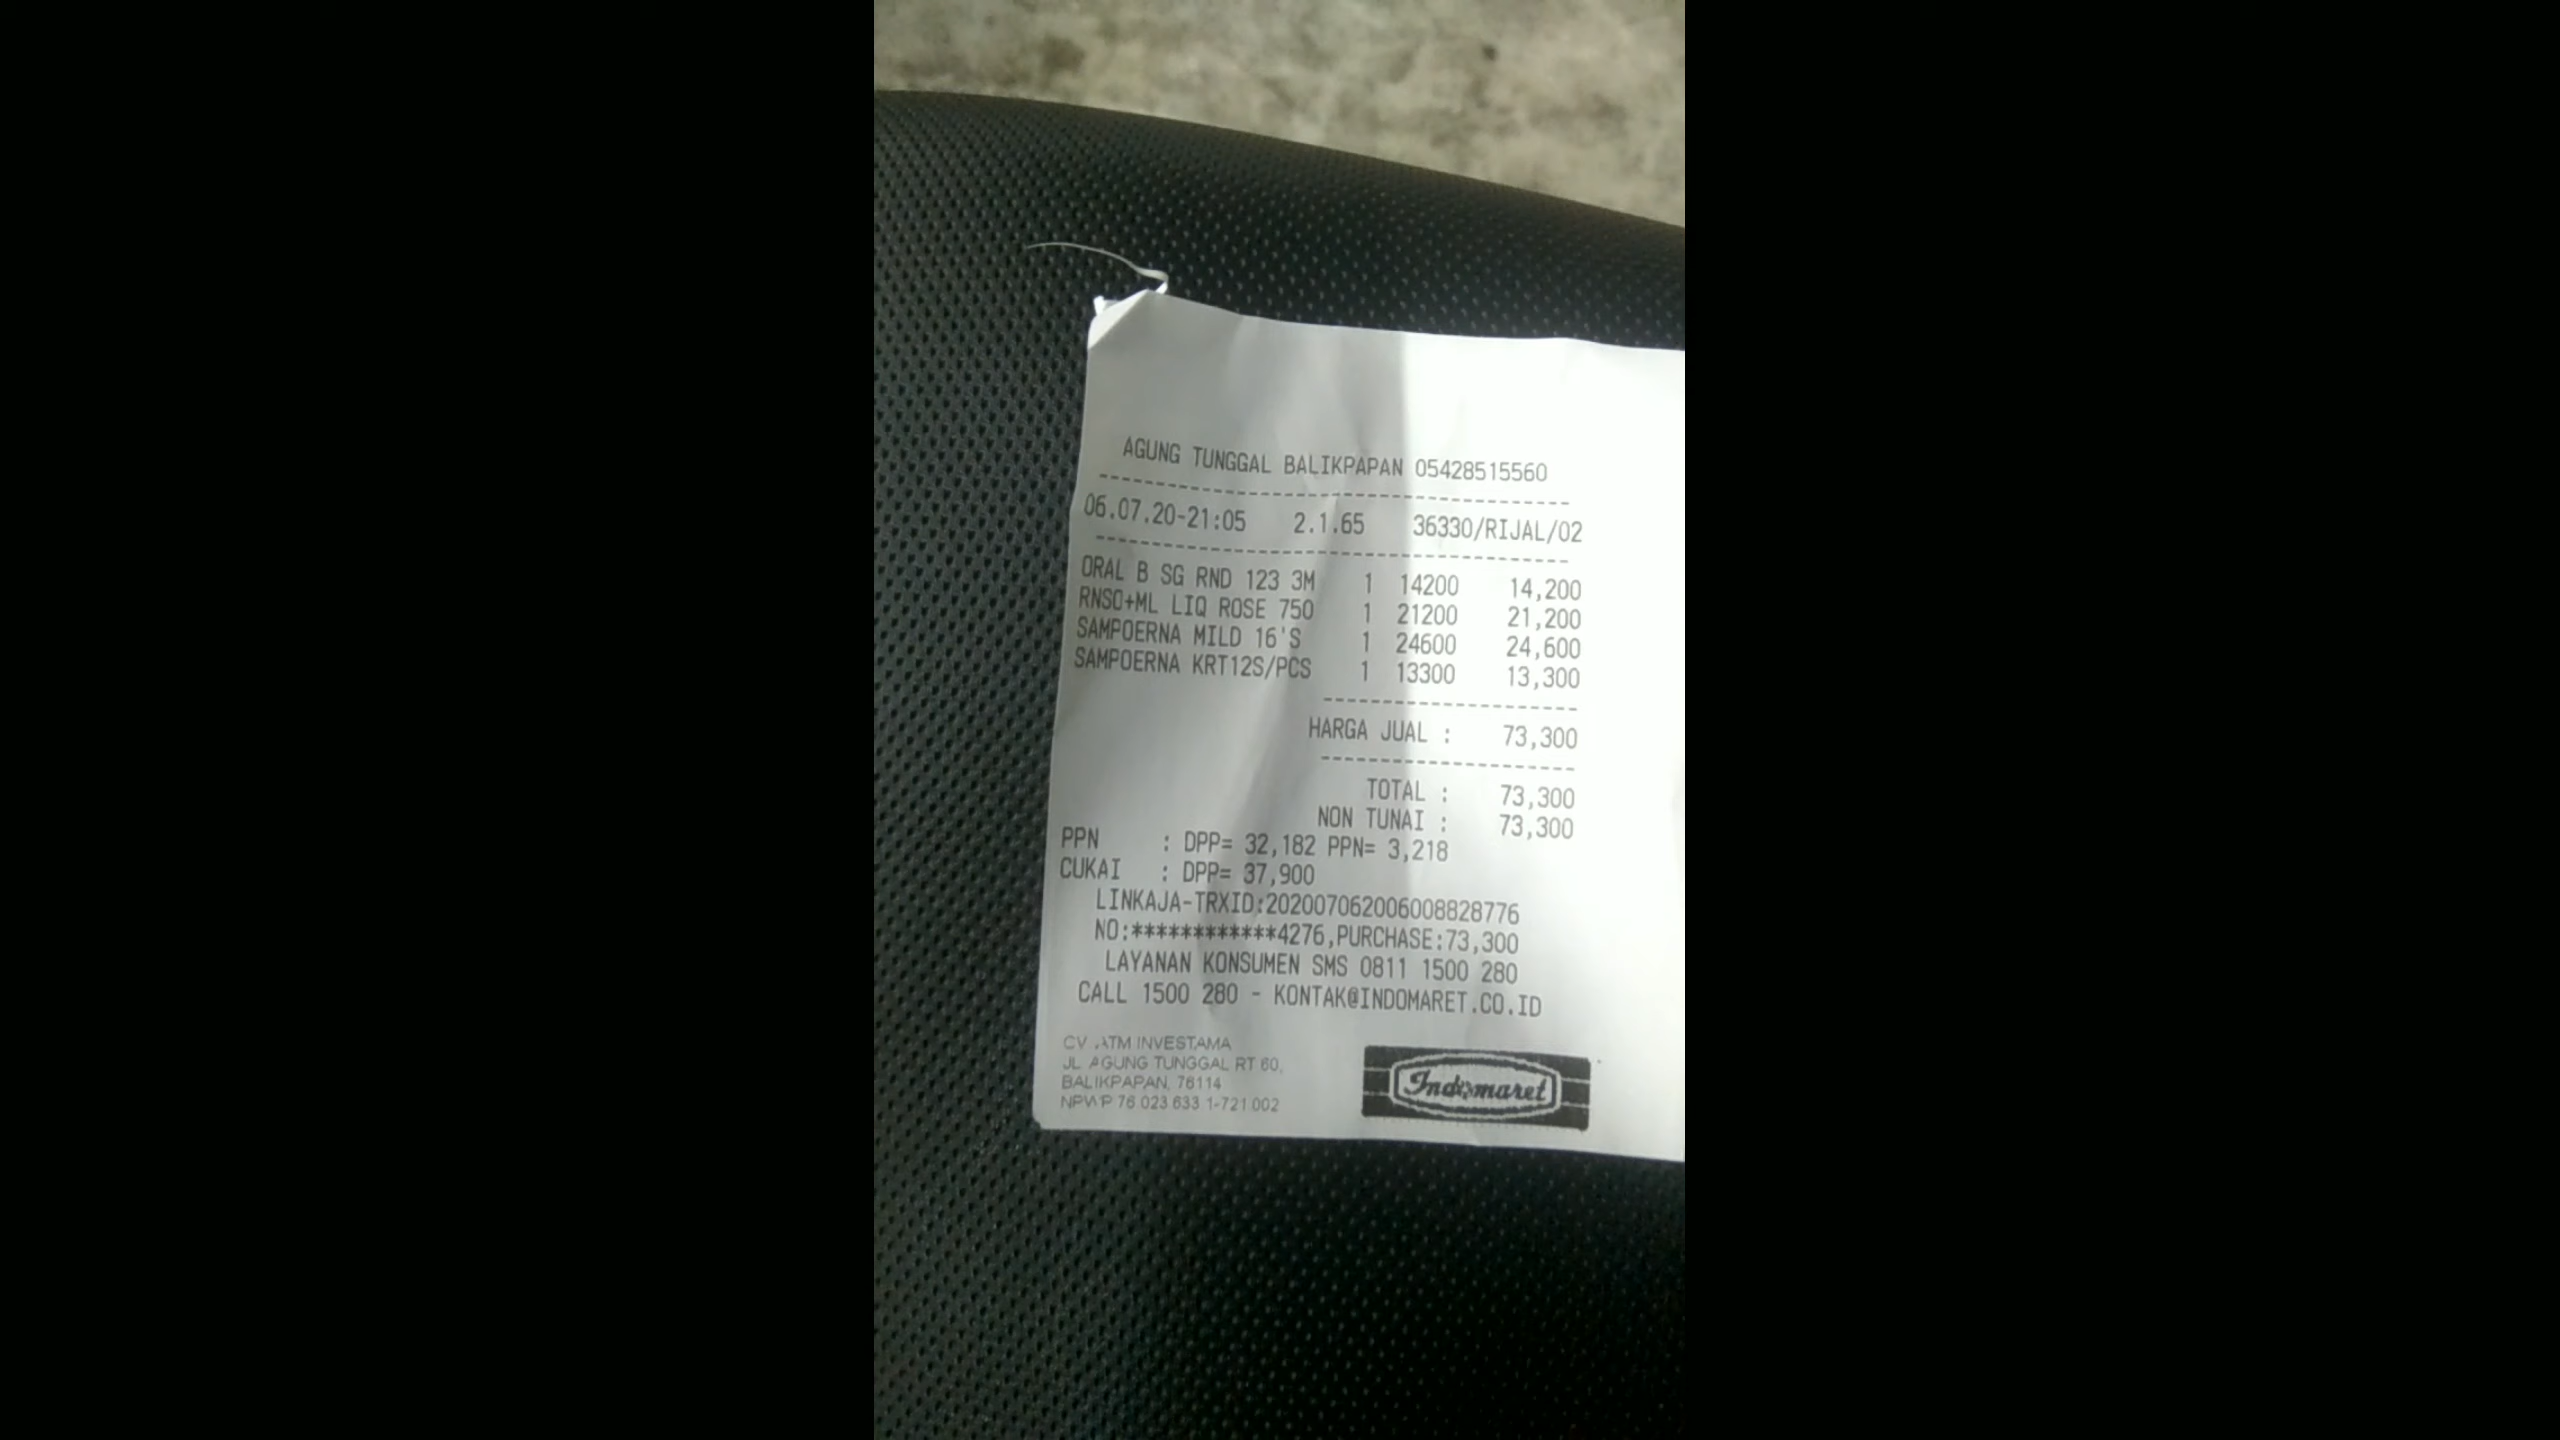 AGUNG TUNGGAL BALIKPAPAN 05428515560
------------------------------------------
06.07.20-21:05 2.1.65 36330/RIJAL/02
------------------------------------------
ORAL B SG RND 123 3M 1 14200 14,200
RNSO+ML LIQ ROSE 750 1 21200 21,200
SAMPOERNA MILD 16'S 1 24600 24,600
SAMPOERNA KRT12S/PCS 1 13300 13,300
----------------------
HARGA JUAL : 73,300
----------------------
TOTAL : 73,300
NON TUNAI : 73,300
PPN : DPP= 32,182 PPN= 3,218
CUKAI : DPP= 37,900
LINKAJA-TRXID:202007062006008828776
NO:************4276,PURCHASE:73,300
LAYANAN KONSUMEN SMS 0811 1500 280
CALL 1500 280 - KONTAK@INDOMARET.CO.ID
CV ATM INVESTAMA
JL AGUNG TUNGGAL RT 60,
BALIKPAPAN, 76114
NPWP 76 023 633 1-721 002
Indomaret